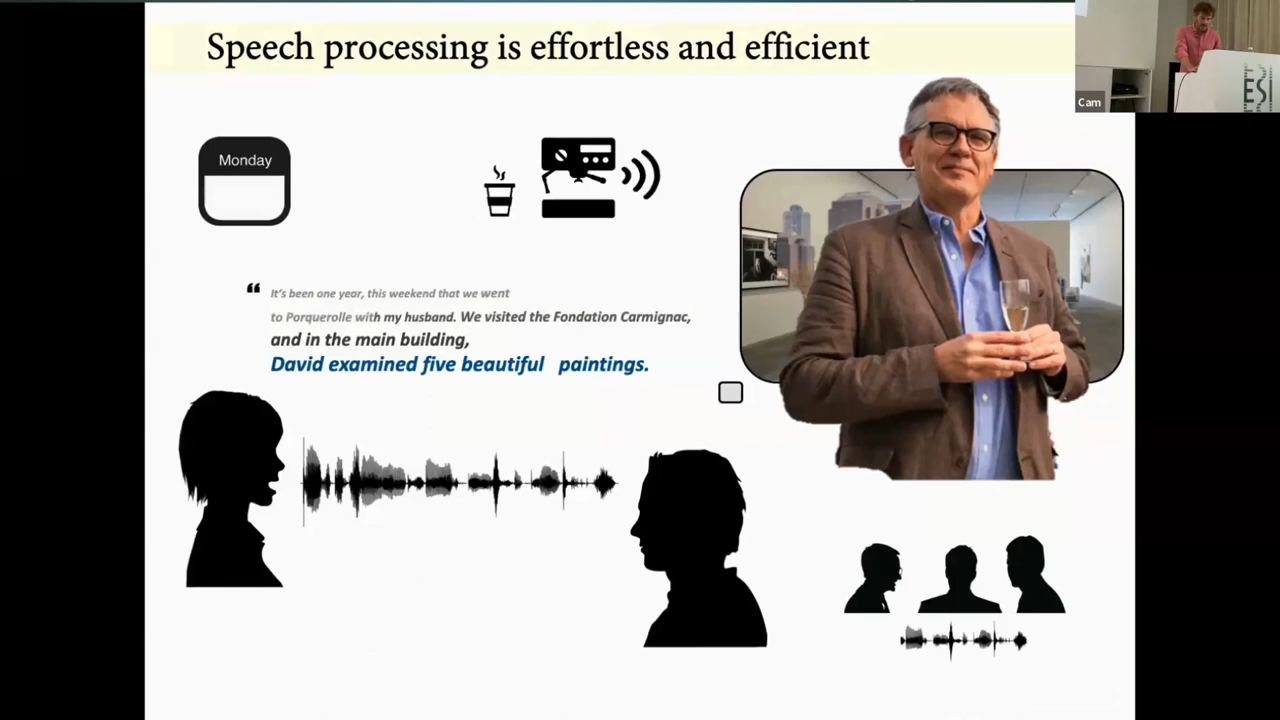 Speech processing is effortless and efficient
Cam
ESI
Monday
“ It's been one year, this weekend that we went
to Porquerolle with my husband. We visited the Fondation Carmignac,
and in the main building,
David examined five beautiful paintings.